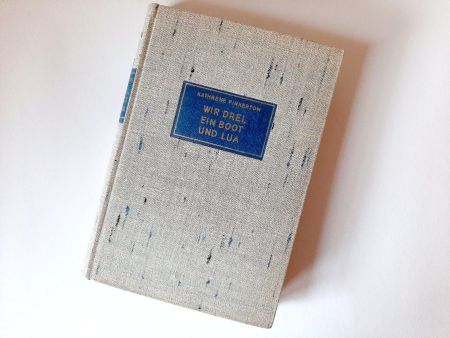 KATHRENE PINKERTON
WIR DREI,
EIN BOOT
UND LUA